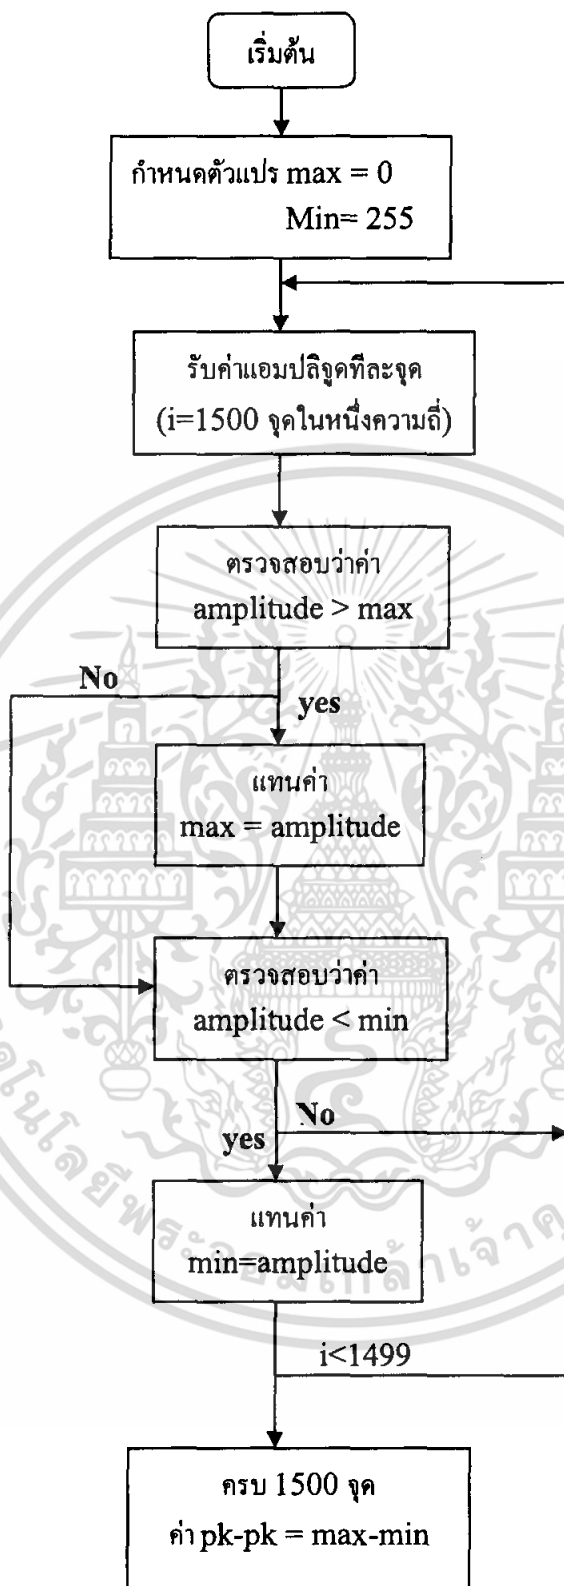 เริ่มต้น
กำหนดตัวแปร max = 0
Min= 255
รับค่าแอมปลิจูดทีละจุด
(i=1500 จุดในหนึ่งความถี่)
ตรวจสอบว่าค่า
amplitude > max
No
yes
แทนค่า
max = amplitude
ตรวจสอบว่าค่า
amplitude < min
No
yes
แทนค่า
min=amplitude
i<1499
ครบ 1500 จุด
ค่า pk-pk = max-min